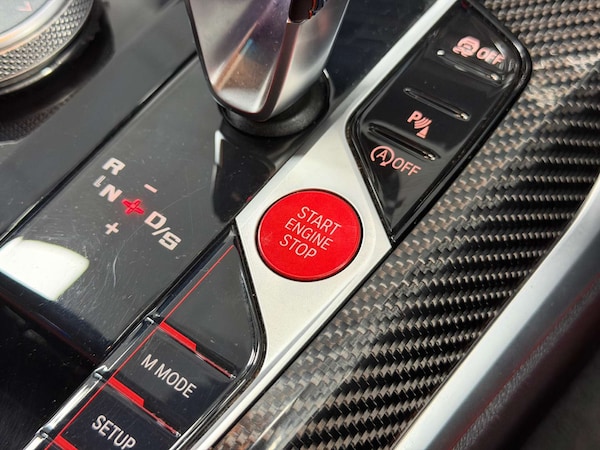 OFF
P
A OFF
R
N D/S
START
ENGINE
STOP
M MODE
SETUP